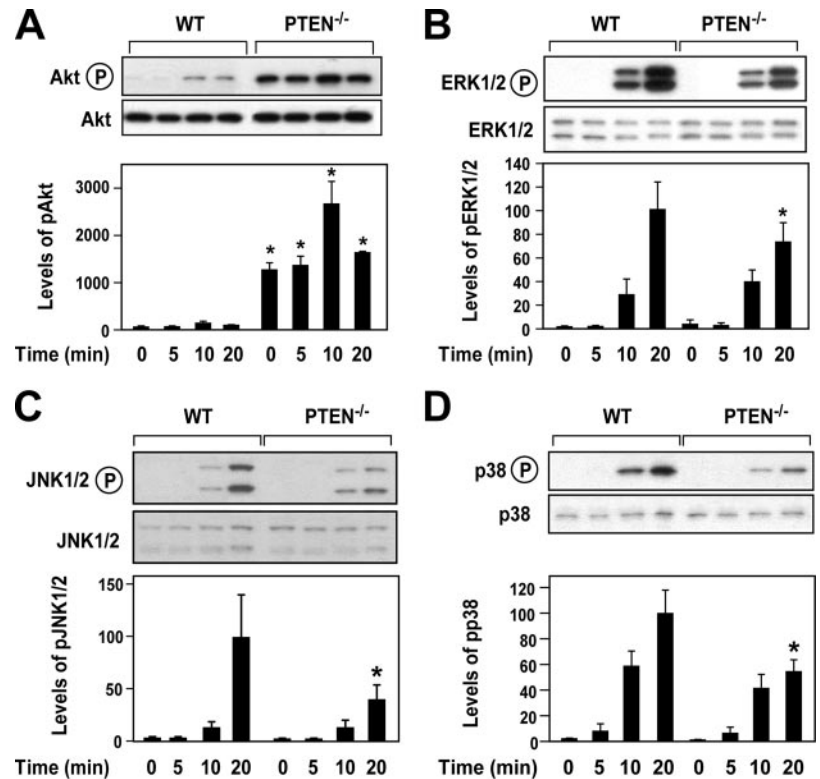 A
WT PTEN-/-
Akt P
Akt
Levels of pAkt
3000
2000
1000
0
Time (min) 0 5 10 20 0 5 10 20
* * * *
B
WT PTEN-/-
ERK1/2 P
ERK1/2
Levels of pERK1/2
140
120
100
80
60
40
20
0
Time (min) 0 5 10 20 0 5 10 20
*
C
WT PTEN-/-
JNK1/2 P
JNK1/2
Levels of pJNK1/2
150
100
50
0
Time (min) 0 5 10 20 0 5 10 20
*
D
WT PTEN-/-
p38 P
p38
Levels of pp38
120
100
80
60
40
20
0
Time (min) 0 5 10 20 0 5 10 20
*